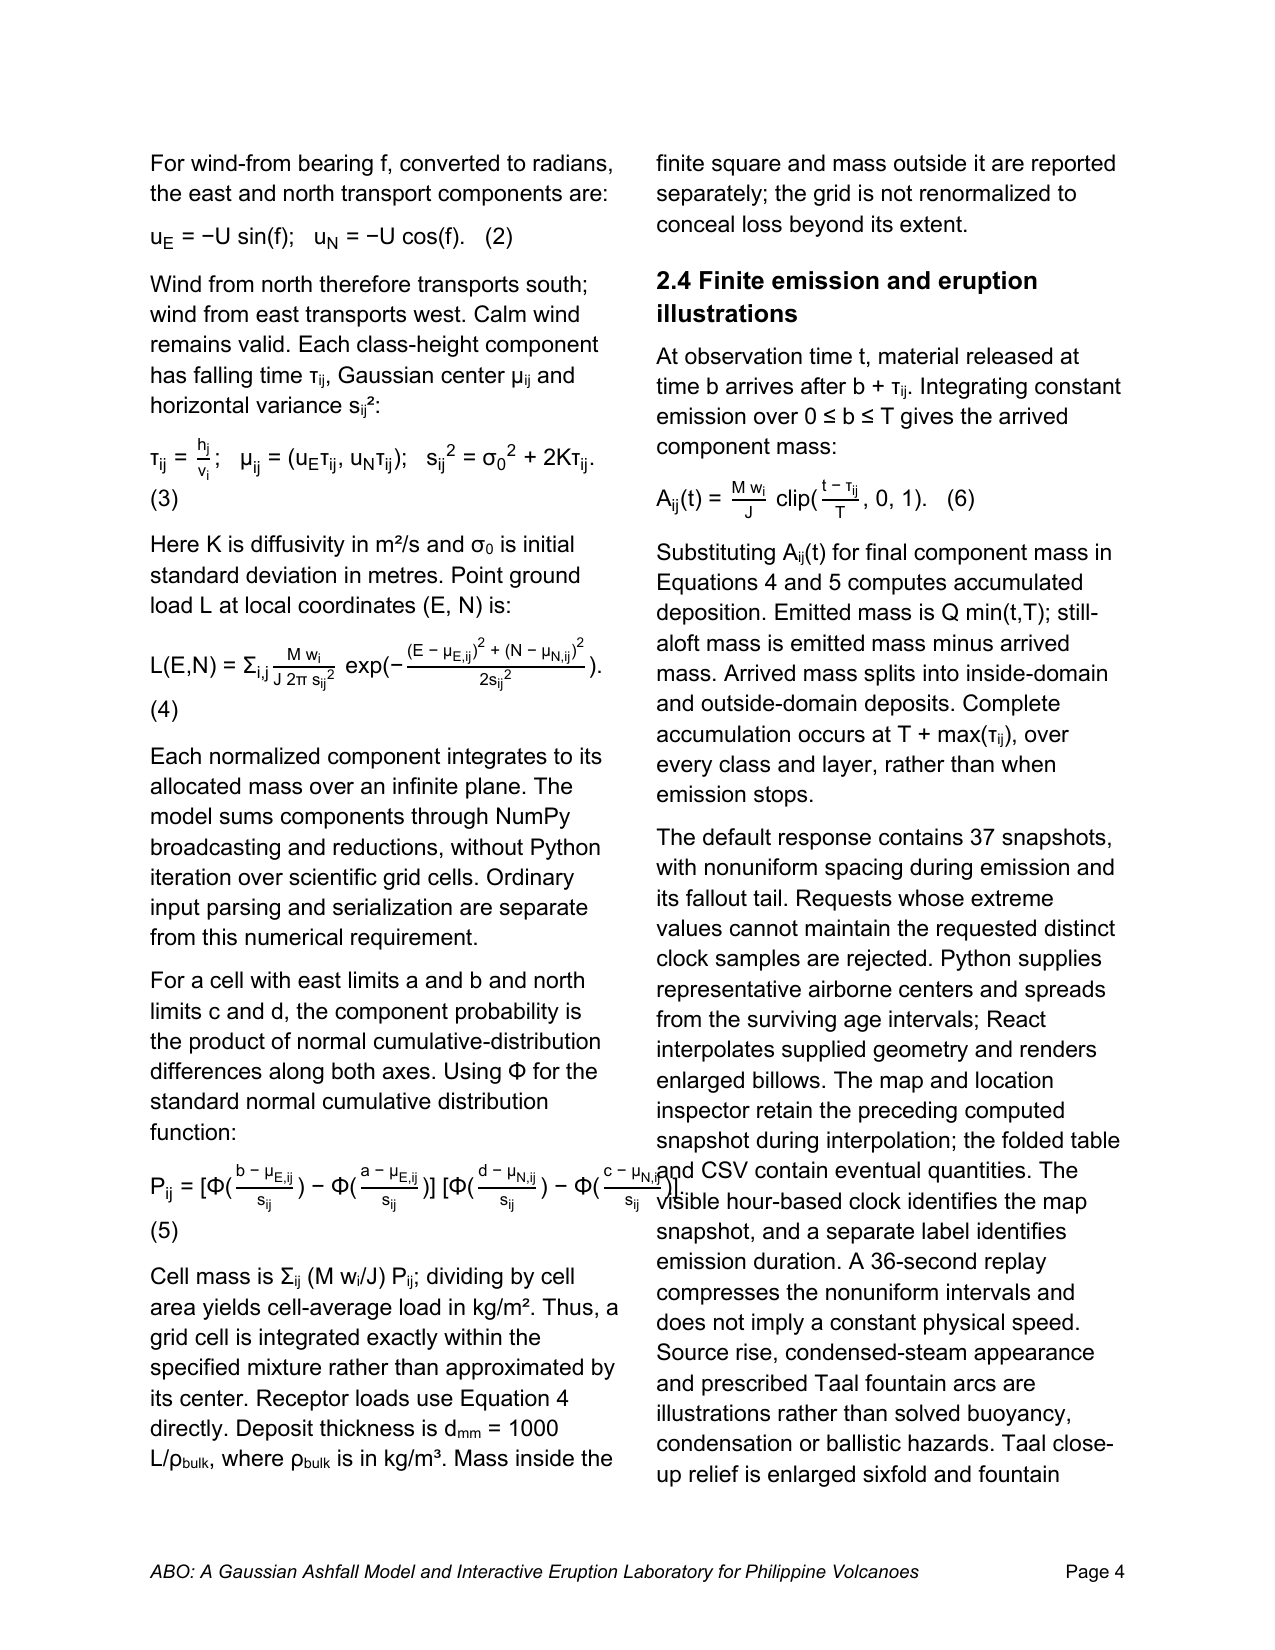 For wind-from bearing f, converted to radians,
the east and north transport components are:
uE = −U sin(f);   uN = −U cos(f).   (2)
Wind from north therefore transports south;
wind from east transports west. Calm wind
remains valid. Each class-height component
has falling time τij, Gaussian center μij and
horizontal variance sij²:
τij = hj/vi;   μij = (uEτij, uNτij);   sij² = σ0² + 2Kτij.
(3)
Here K is diffusivity in m²/s and σ0 is initial
standard deviation in metres. Point ground
load L at local coordinates (E, N) is:
L(E,N) = Σi,j M wi / J 2π sij² exp(− (E − μE,ij)² + (N − μN,ij)² / 2sij²).
(4)
Each normalized component integrates to its
allocated mass over an infinite plane. The
model sums components through NumPy
broadcasting and reductions, without Python
iteration over scientific grid cells. Ordinary
input parsing and serialization are separate
from this numerical requirement.
For a cell with east limits a and b and north
limits c and d, the component probability is
the product of normal cumulative-distribution
differences along both axes. Using Φ for the
standard normal cumulative distribution
function:
Pij = [Φ(b − μE,ij / sij) − Φ(a − μE,ij / sij)] [Φ(d − μN,ij / sij) − Φ(c − μN,ij / sij)].
(5)
Cell mass is Σij (M wi/J) Pij; dividing by cell
area yields cell-average load in kg/m². Thus, a
grid cell is integrated exactly within the
specified mixture rather than approximated by
its center. Receptor loads use Equation 4
directly. Deposit thickness is dmm = 1000
L/ρbulk, where ρbulk is in kg/m³. Mass inside the
finite square and mass outside it are reported
separately; the grid is not renormalized to
conceal loss beyond its extent.
2.4 Finite emission and eruption
illustrations
At observation time t, material released at
time b arrives after b + τij. Integrating constant
emission over 0 ≤ b ≤ T gives the arrived
component mass:
Aij(t) = M wi / J clip(t − τij / T, 0, 1).   (6)
Substituting Aij(t) for final component mass in
Equations 4 and 5 computes accumulated
deposition. Emitted mass is Q min(t,T); still-
aloft mass is emitted mass minus arrived
mass. Arrived mass splits into inside-domain
and outside-domain deposits. Complete
accumulation occurs at T + max(τij), over
every class and layer, rather than when
emission stops.
The default response contains 37 snapshots,
with nonuniform spacing during emission and
its fallout tail. Requests whose extreme
values cannot maintain the requested distinct
clock samples are rejected. Python supplies
representative airborne centers and spreads
from the surviving age intervals; React
interpolates supplied geometry and renders
enlarged billows. The map and location
inspector retain the preceding computed
snapshot during interpolation; the folded table
and CSV contain eventual quantities. The
visible hour-based clock identifies the map
snapshot, and a separate label identifies
emission duration. A 36-second replay
compresses the nonuniform intervals and
does not imply a constant physical speed.
Source rise, condensed-steam appearance
and prescribed Taal fountain arcs are
illustrations rather than solved buoyancy,
condensation or ballistic hazards. Taal close-
up relief is enlarged sixfold and fountain
ABO: A Gaussian Ashfall Model and Interactive Eruption Laboratory for Philippine Volcanoes
Page 4